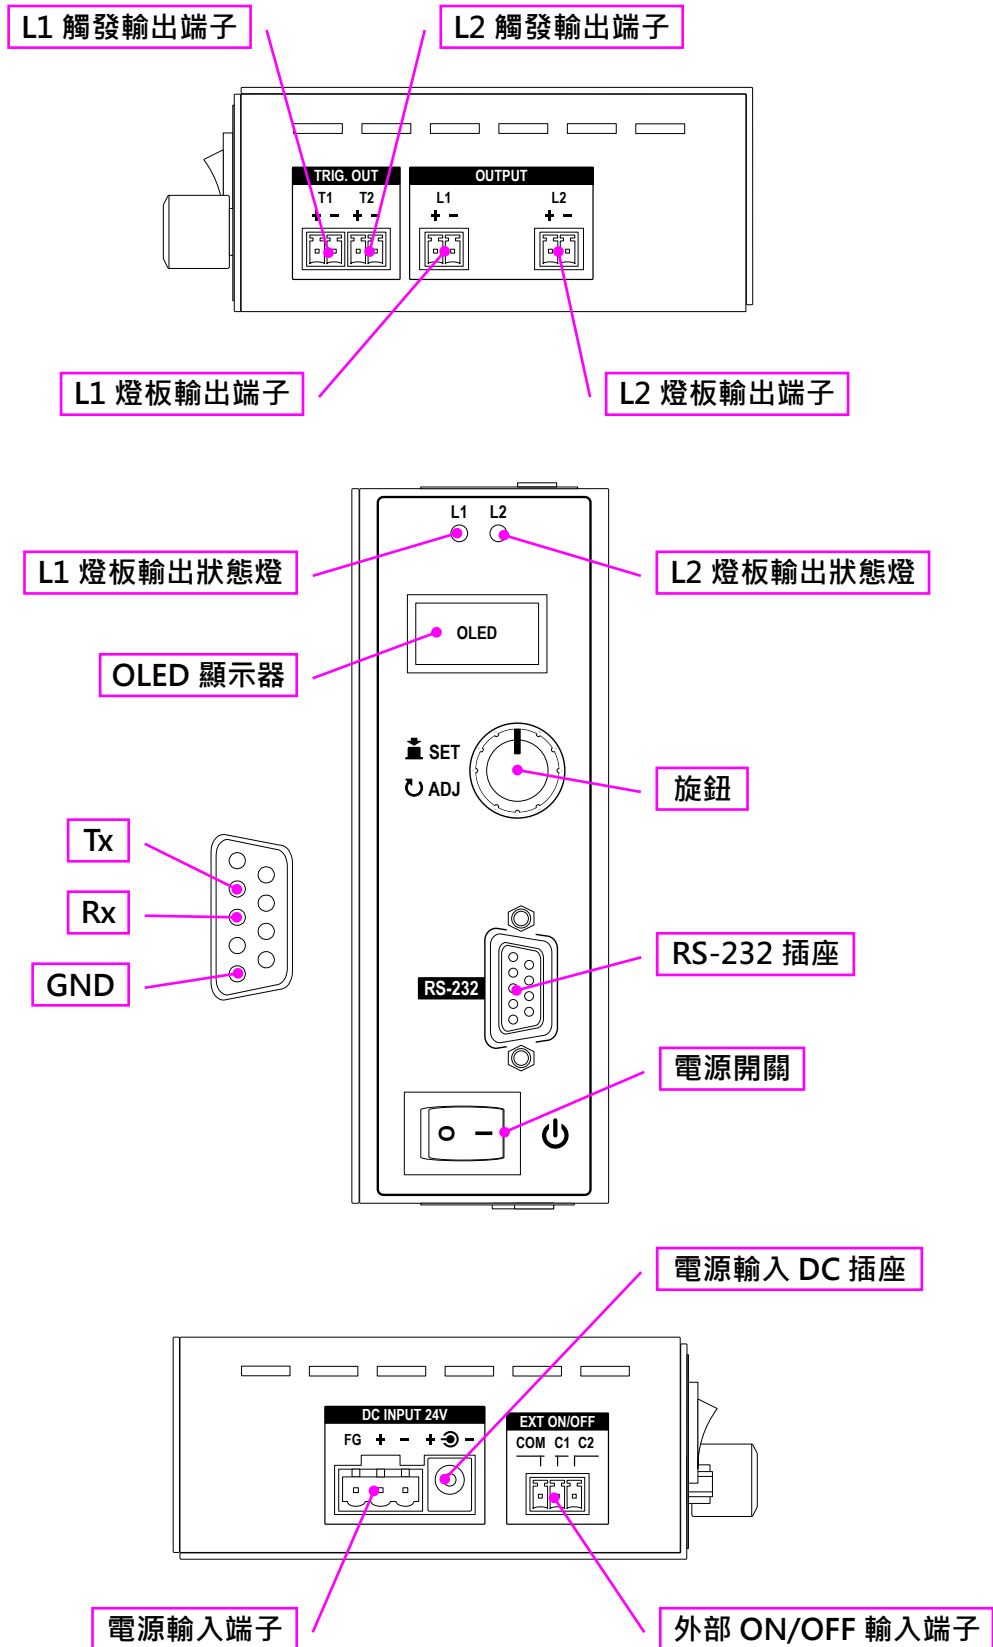 L1 觸發輸出端子
L2 觸發輸出端子
TRIG. OUT
OUTPUT
T1 T2
L1
L2
+ − + −
+ −
+ −
L1 燈板輸出端子
L2 燈板輸出端子
L1 L2
L1 燈板輸出狀態燈
L2 燈板輸出狀態燈
OLED
OLED 顯示器
SET
ADJ
旋鈕
Tx
Rx
GND
RS-232
RS-232 插座
電源開關
O I
電源輸入 DC 插座
DC INPUT 24V
EXT ON/OFF
FG + − + −
COM C1 C2
電源輸入端子
外部 ON/OFF 輸入端子